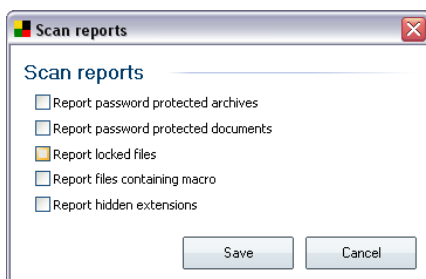 Scan reports
Scan reports
Report password protected archives
Report password protected documents
Report locked files
Report files containing macro
Report hidden extensions
Save
Cancel